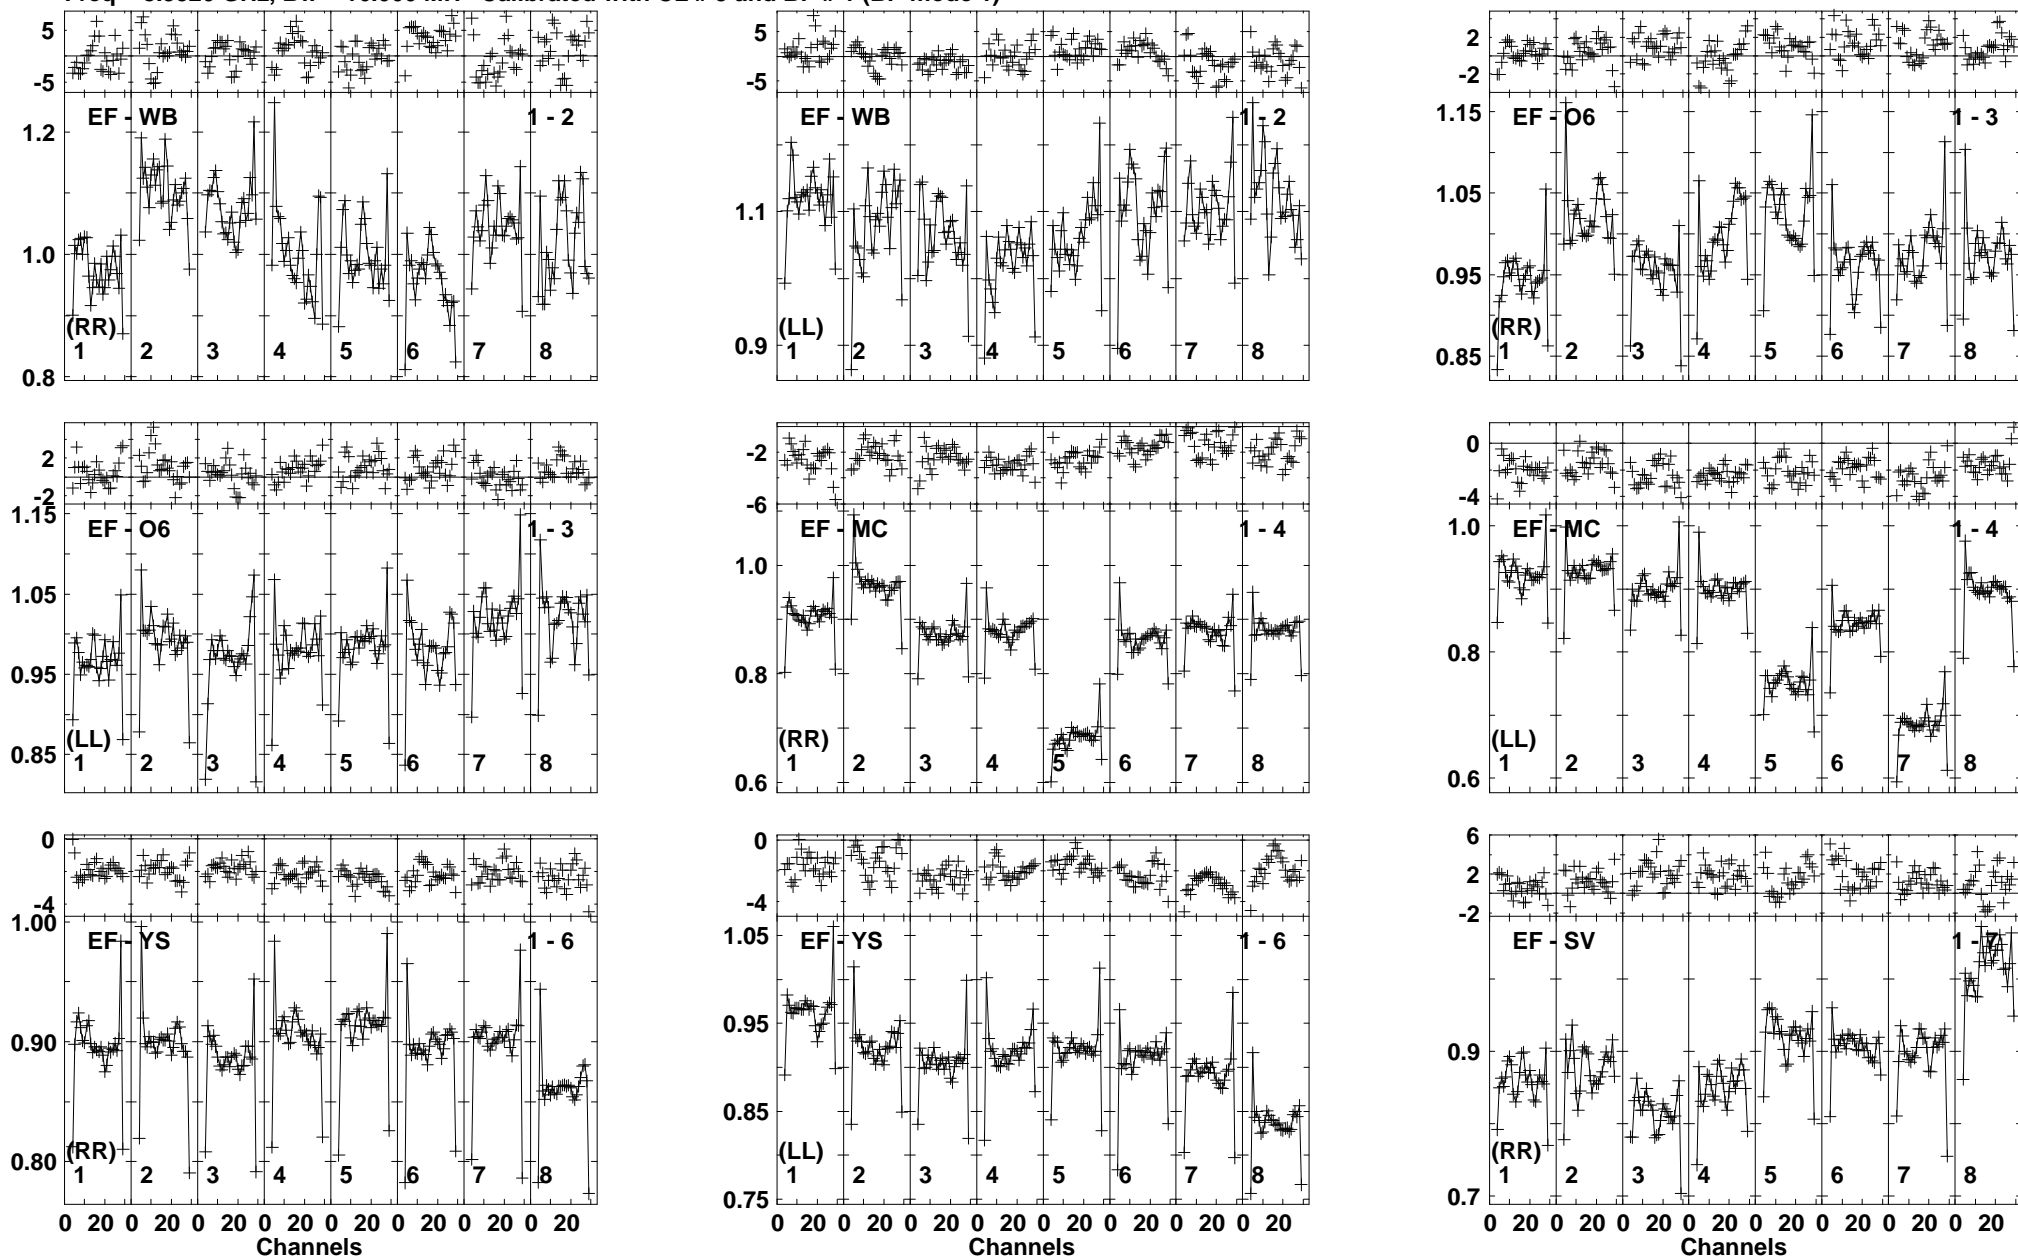 5 -5 5 -5 2 -2
EF - WB 1 - 2 EF - WB 1 - 2 EF - O6 1 - 3
1.2 1.0 0.8 1.1 0.9 1.15 1.05 0.95 0.85
(RR) (LL) (RR)
1 2 3 4 5 6 7 8 1 2 3 4 5 6 7 8 1 2 3 4 5 6 7 8
2 -2 -2 -6 0 -4
EF - O6 1 - 3 EF - MC 1 - 4 EF - MC 1 - 4
1.15 1.05 0.95 0.85 1.0 0.8 0.6 1.0 0.8 0.6
(LL) (RR) (LL)
1 2 3 4 5 6 7 8 1 2 3 4 5 6 7 8 1 2 3 4 5 6 7 8
0 -4 0 -4 6 2 -2
EF - YS 1 - 6 EF - YS 1 - 6 EF - SV 1 - 7
1.00 0.90 0.80 1.05 0.95 0.85 0.75 0.9 0.7
(RR) (LL) (RR)
1 2 3 4 5 6 7 8 1 2 3 4 5 6 7 8 1 2 3 4 5 6 7 8
0 20 0 20 0 20 0 20 0 20 0 20 0 20 0 20 0 20 0 20 0 20 0 20 0 20 0 20 0 20 0 20 0 20 0 20 0 20 0 20 0 20 0 20 0 20 0 20
Channels Channels Channels